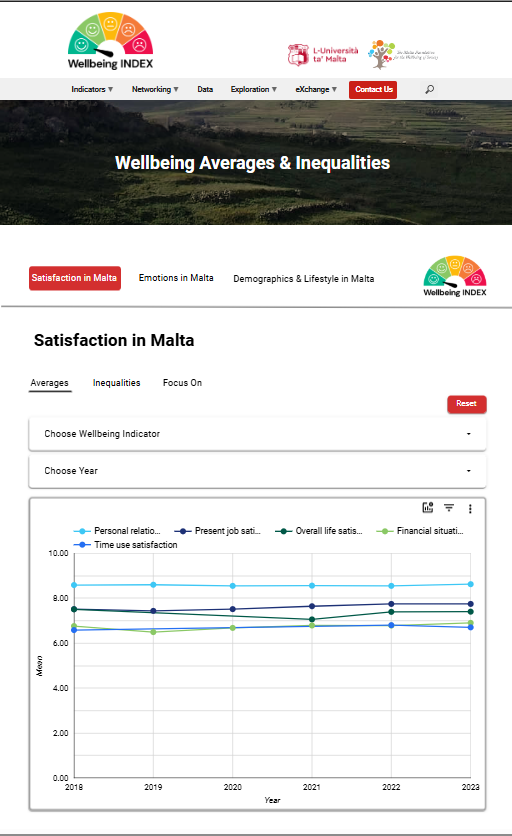 Wellbeing INDEX
L-Università
ta' Malta
The Malta Foundation
for the Wellbeing of Society
Indicators ▼ Networking ▼ Data Exploration ▼ eXchange ▼ Contact Us
Wellbeing Averages & Inequalities
Satisfaction in Malta Emotions in Malta Demographics & Lifestyle in Malta
Wellbeing INDEX
Satisfaction in Malta
Averages Inequalities Focus On
Reset
Choose Wellbeing Indicator
Choose Year
Personal relatio... Present job sati... Overall life satis... Financial situati...
Time use satisfaction
10.00
8.00
6.00
4.00
2.00
0.00
Mean
2018 2019 2020 2021 2022 2023
Year